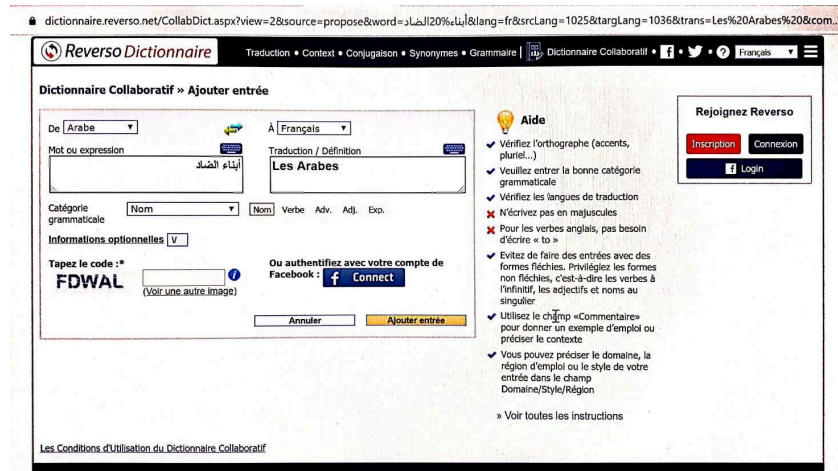 dictionnaire.reverso.net/CollabDict.aspx?view=2&source=propose&word=أبناء%20الضاد&lang=fr&srcLang=1025&targLang=1036&trans=Les%20Arabes%20&com...
Reverso Dictionnaire
Traduction • Context • Conjugaison • Synonymes • Grammaire | Dictionnaire Collaboratif • f • • ? Français ▼
Dictionnaire Collaboratif » Ajouter entrée
De Arabe ▼ À Français ▼
Mot ou expression Traduction / Définition
أبناء الضاد Les Arabes
Catégorie grammaticale Nom ▼ Nom Verbe Adv. Adj. Exp.
Informations optionnelles V
Tapez le code :*
FDWAL
(Voir une autre image)
Ou authentifiez avec votre compte de
Facebook : f Connect
Annuler Ajouter entrée
Aide
Vérifiez l'orthographe (accents,
pluriel...)
Veuillez entrer la bonne catégorie
grammaticale
Vérifiez les langues de traduction
N'écrivez pas en majuscules
Pour les verbes anglais, pas besoin
d'écrire « to »
Evitez de faire des entrées avec des
formes fléchies. Privilégiez les formes
non fléchies, c'est-à-dire les verbes à
l'infinitif, les adjectifs et noms au
singulier
Utilisez le champ «Commentaire»
pour donner un exemple d'emploi ou
préciser le contexte
Vous pouvez préciser le domaine, la
région d'emploi ou le style de votre
entrée dans le champ
Domaine/Style/Région
» Voir toutes les instructions
Rejoignez Reverso
Inscription Connexion
f Login
Les Conditions d'Utilisation du Dictionnaire Collaboratif